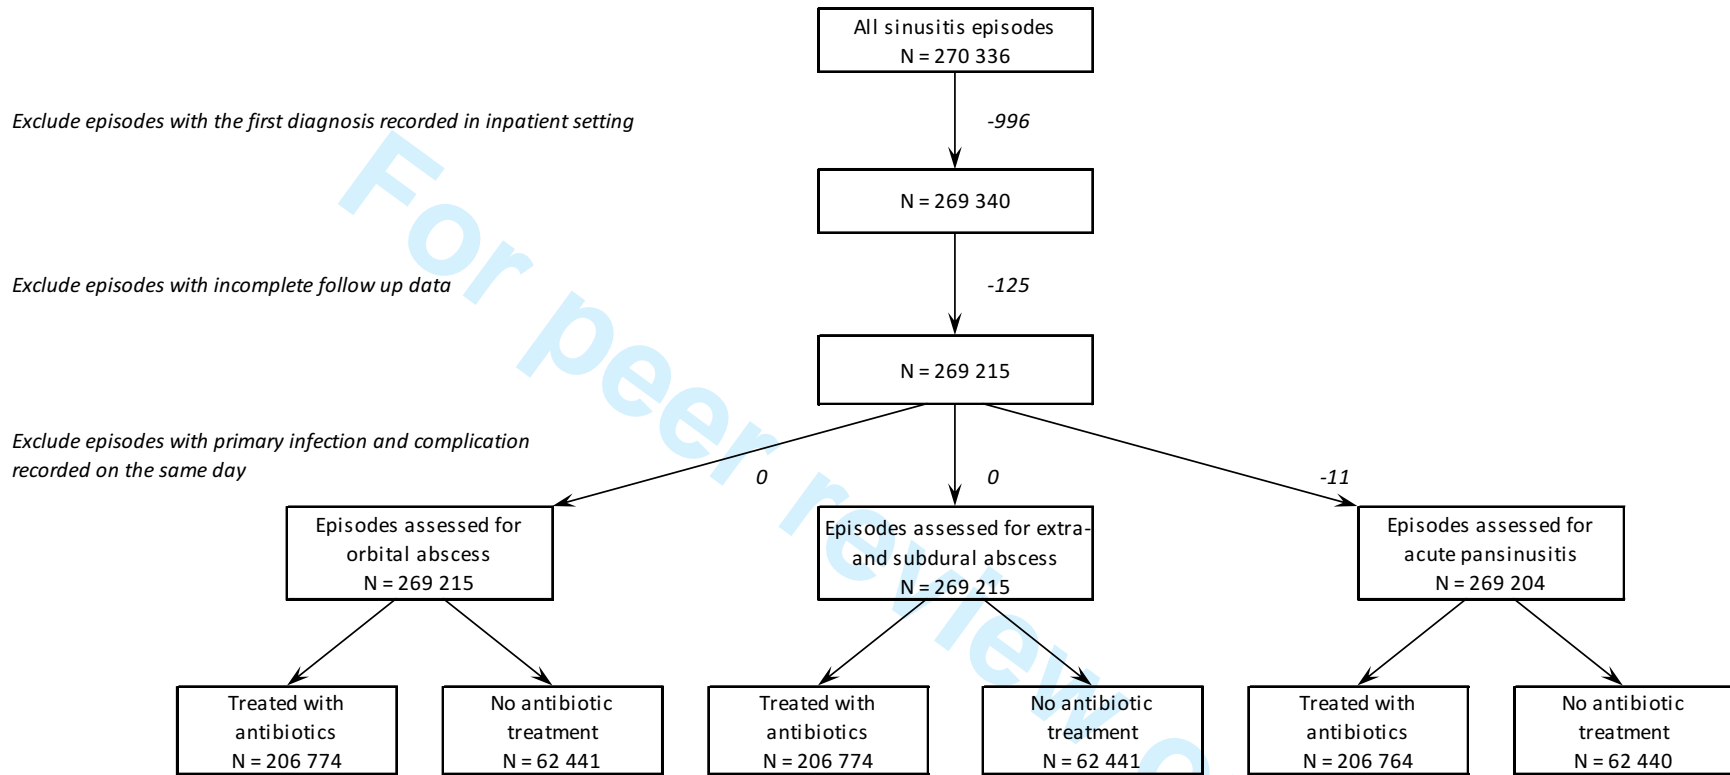 All sinusitis episodes
N = 270 336
Exclude episodes with the first diagnosis recorded in inpatient setting
-996
N = 269 340
Exclude episodes with incomplete follow up data
-125
N = 269 215
Exclude episodes with primary infection and complication
recorded on the same day
0
0
-11
Episodes assessed for
orbital abscess
N = 269 215
Episodes assessed for extra-
and subdural abscess
N = 269 215
Episodes assessed for
acute pansinusitis
N = 269 204
Treated with
antibiotics
N = 206 774
No antibiotic
treatment
N = 62 441
Treated with
antibiotics
N = 206 774
No antibiotic
treatment
N = 62 441
Treated with
antibiotics
N = 206 764
No antibiotic
treatment
N = 62 440
For peer review